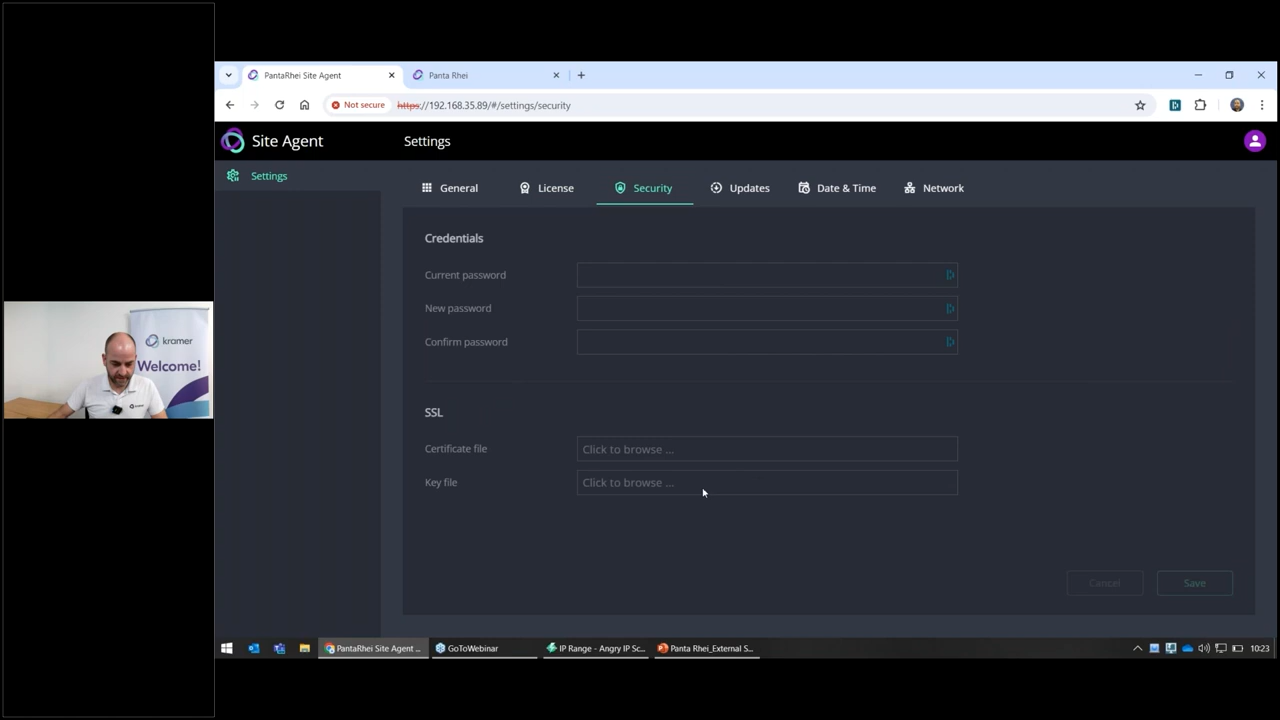 PantaRhei Site Agent
Panta Rhei
Not secure
https://192.168.35.89/#/settings/security
Site Agent
Settings
Settings
General
License
Security
Updates
Date & Time
Network
Credentials
Current password
New password
Confirm password
SSL
Certificate file
Click to browse ...
Key file
Click to browse ...
Cancel
Save
kramer
Welcome!
PantaRhei Site Agent ...
GoToWebinar
IP Range - Angry IP Sc...
Panta Rhei_External S...
10:23